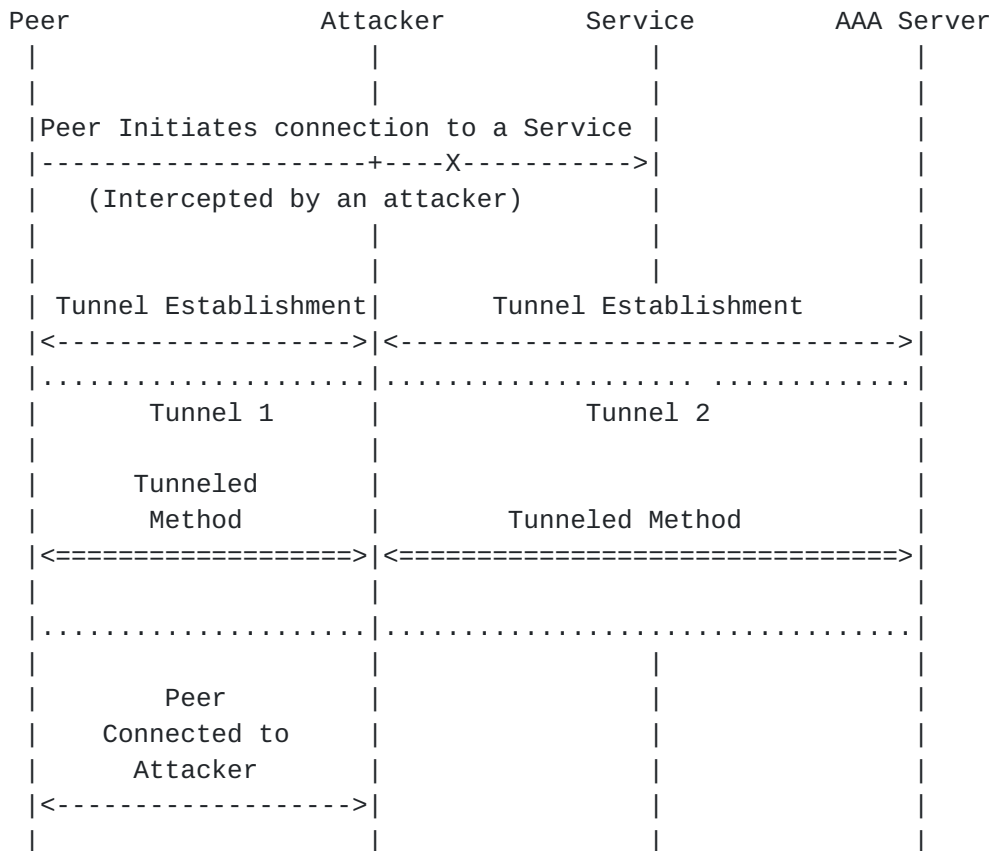 Peer                Attacker         Service         AAA Server
 |                      |                 |                |
 |                      |                 |                |
 |Peer Initiates connection to a Service |                |
 |---------------------+----X----------->|                |
 |   (Intercepted by an attacker)        |                |
 |                     |                 |                |
 |                     |                 |                |
 | Tunnel Establishment|       Tunnel Establishment       |
 |<------------------->|<-------------------------------->|
 |.....................|.................... .............|
 |       Tunnel 1      |             Tunnel 2             |
 |                     |                                  |
 |      Tunneled       |                                  |
 |       Method        |        Tunneled Method           |
 |<===================>|<================================>|
 |                     |                                  |
 |.....................|..................................|
 |                     |                 |                |
 |        Peer         |                 |                |
 |    Connected to     |                 |                |
 |      Attacker       |                 |                |
 |<------------------->|                 |                |
 |                     |                 |                |